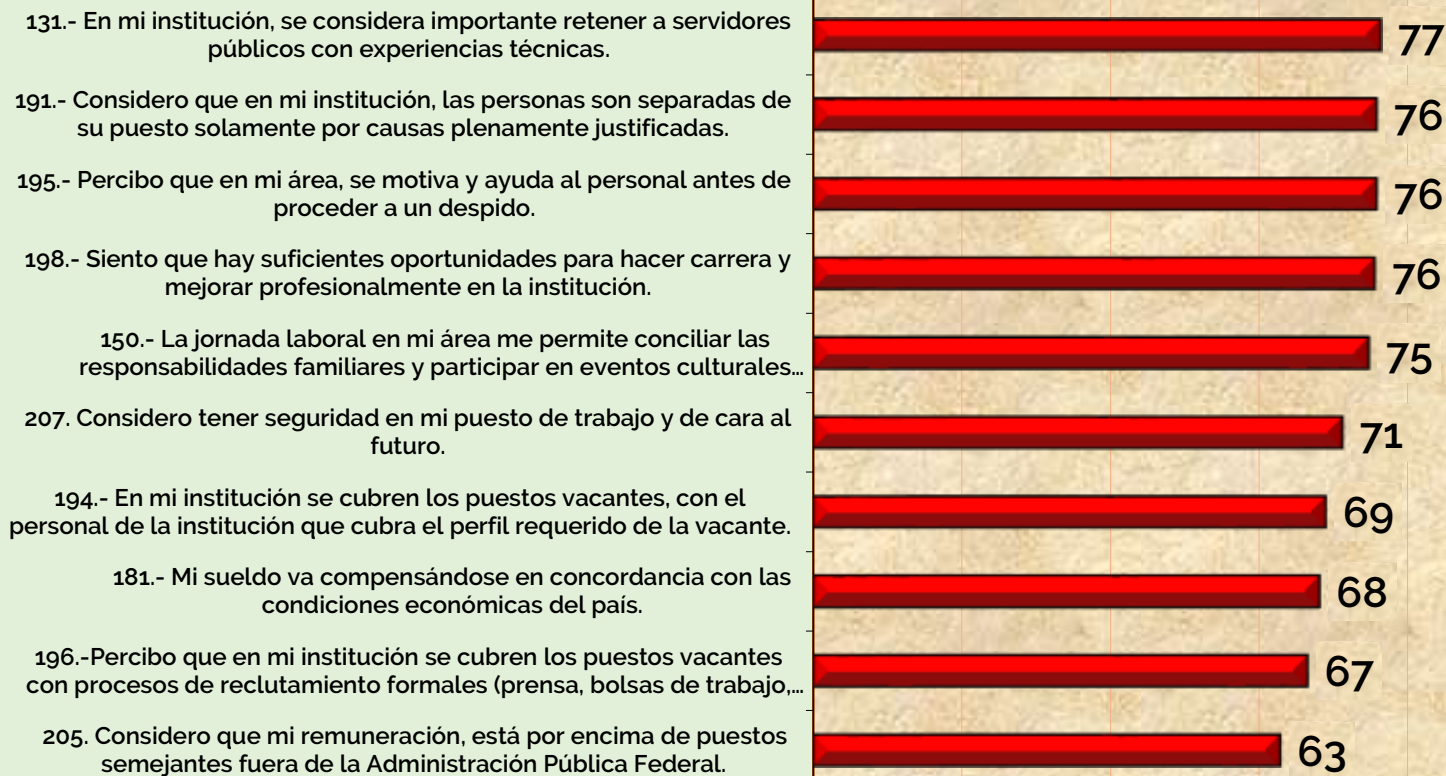 131.- En mi institución, se considera importante retener a servidores
públicos con experiencias técnicas.
77
191.- Considero que en mi institución, las personas son separadas de
su puesto solamente por causas plenamente justificadas.
76
195.- Percibo que en mi área, se motiva y ayuda al personal antes de
proceder a un despido.
76
198.- Siento que hay suficientes oportunidades para hacer carrera y
mejorar profesionalmente en la institución.
76
150.- La jornada laboral en mi área me permite conciliar las
responsabilidades familiares y participar en eventos culturales...
75
207. Considero tener seguridad en mi puesto de trabajo y de cara al
futuro.
71
194.- En mi institución se cubren los puestos vacantes, con el
personal de la institución que cubra el perfil requerido de la vacante.
69
181.- Mi sueldo va compensándose en concordancia con las
condiciones económicas del país.
68
196.-Percibo que en mi institución se cubren los puestos vacantes
con procesos de reclutamiento formales (prensa, bolsas de trabajo,...
67
205. Considero que mi remuneración, está por encima de puestos
semejantes fuera de la Administración Pública Federal.
63